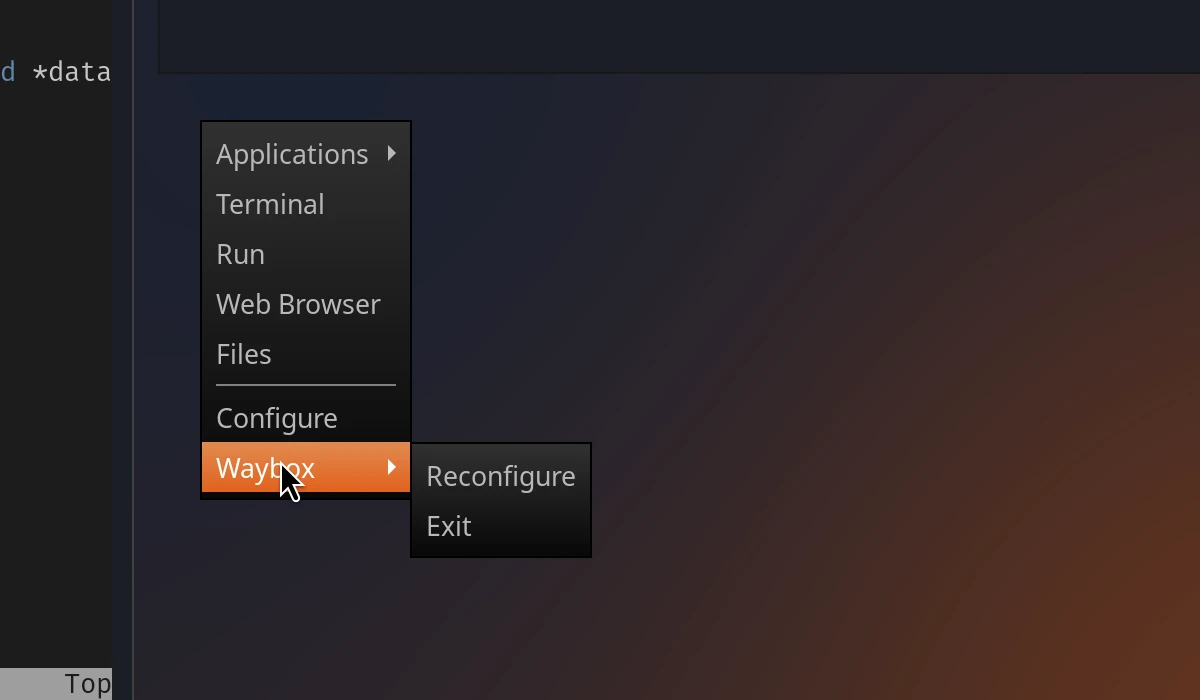 d *data
Applications
Terminal
Run
Web Browser
Files
Configure
Waybox
Reconfigure
Exit
Top